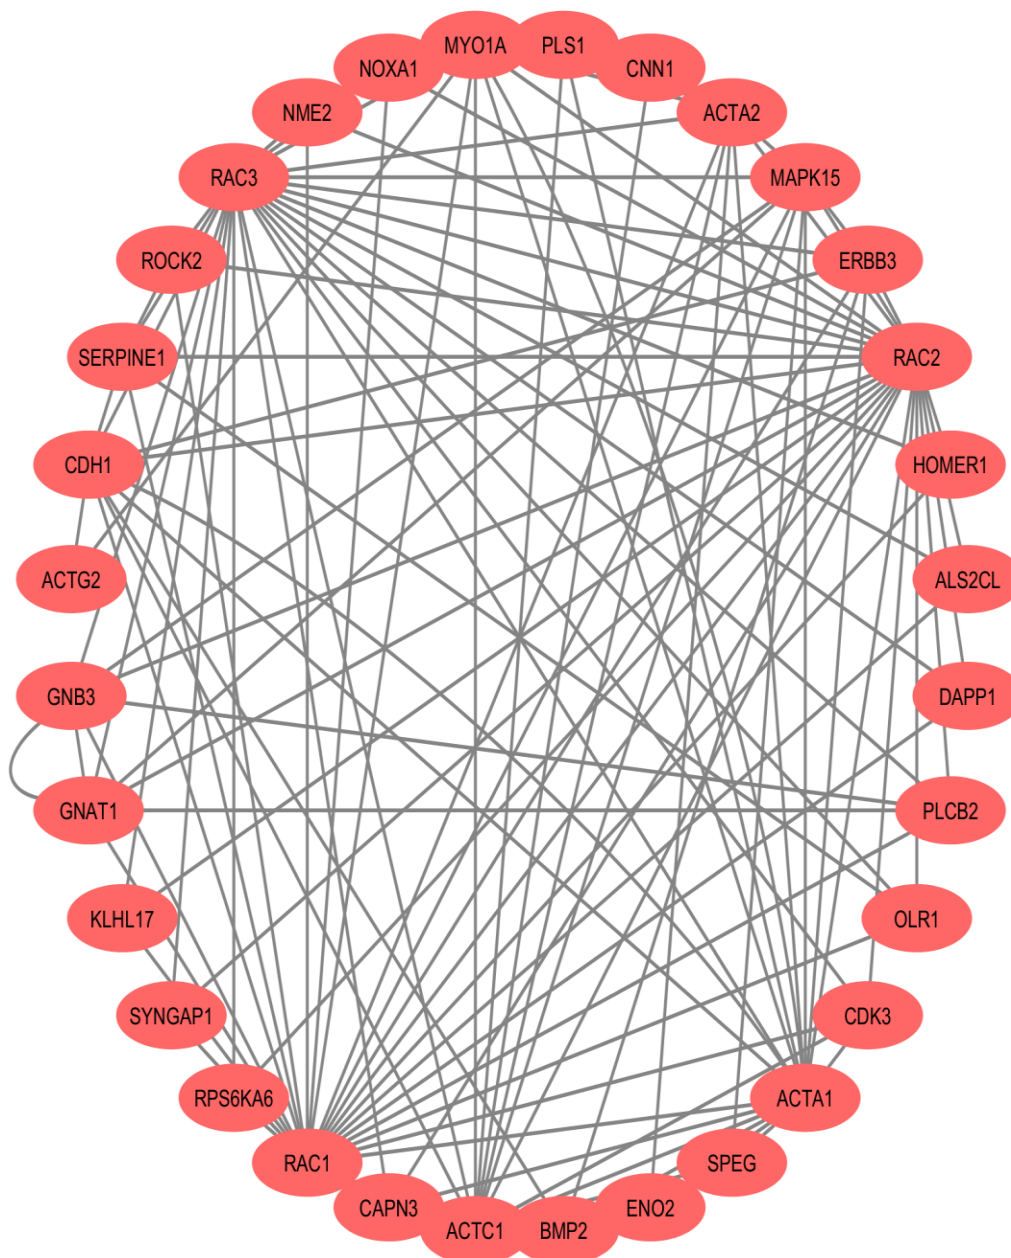 MYO1A
PLS1
NOXA1
CNN1
NME2
ACTA2
RAC3
MAPK15
ROCK2
ERBB3
SERPINE1
RAC2
CDH1
HOMER1
ACTG2
ALS2CL
GNB3
DAPP1
GNAT1
PLCB2
KLHL17
OLR1
SYNGAP1
CDK3
RPS6KA6
ACTA1
RAC1
SPEG
CAPN3
ENO2
ACTC1
BMP2